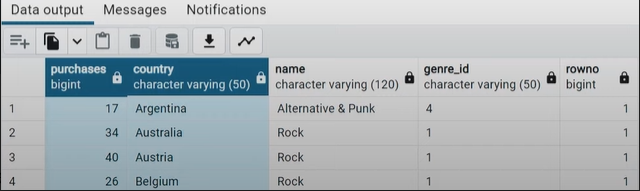 Data output Messages Notifications
purchases country name genre_id rowno
bigint character varying (50) character varying (120) character varying (50) bigint
1 17 Argentina Alternative & Punk 4 1
2 34 Australia Rock 1 1
3 40 Austria Rock 1 1
4 26 Belgium Rock 1 1